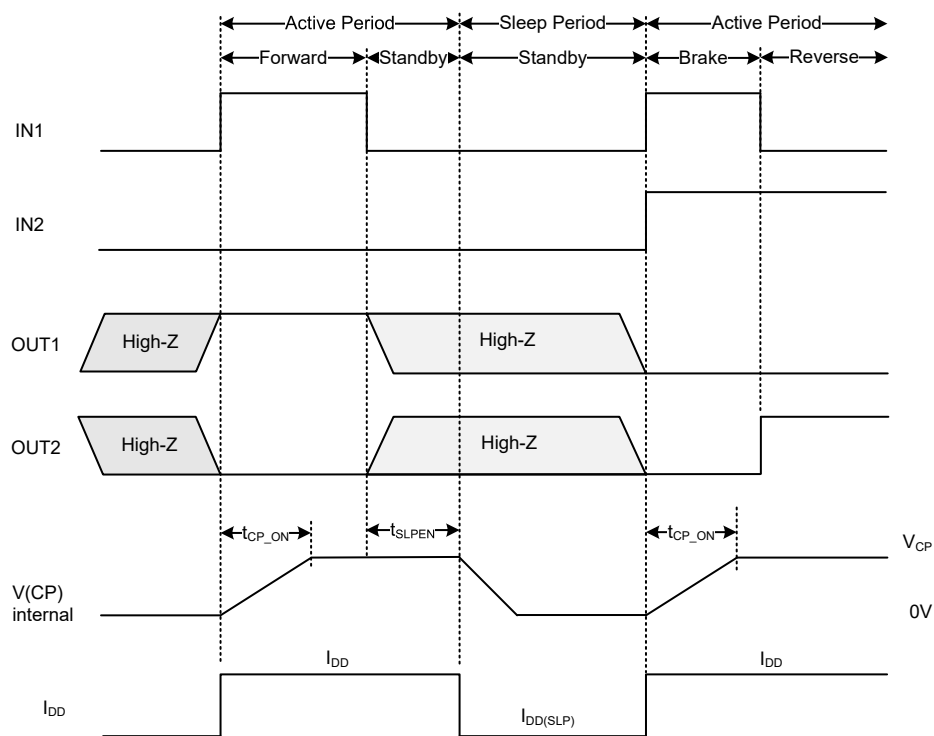 Active Period Sleep Period Active Period
Forward Standby Standby Brake Reverse
IN1
IN2
OUT1 High-Z High-Z
OUT2 High-Z High-Z
tCP_ON tSLPEN tCP_ON
VCP
V(CP)
internal
0V
IDD IDD
IDD IDD(SLP)